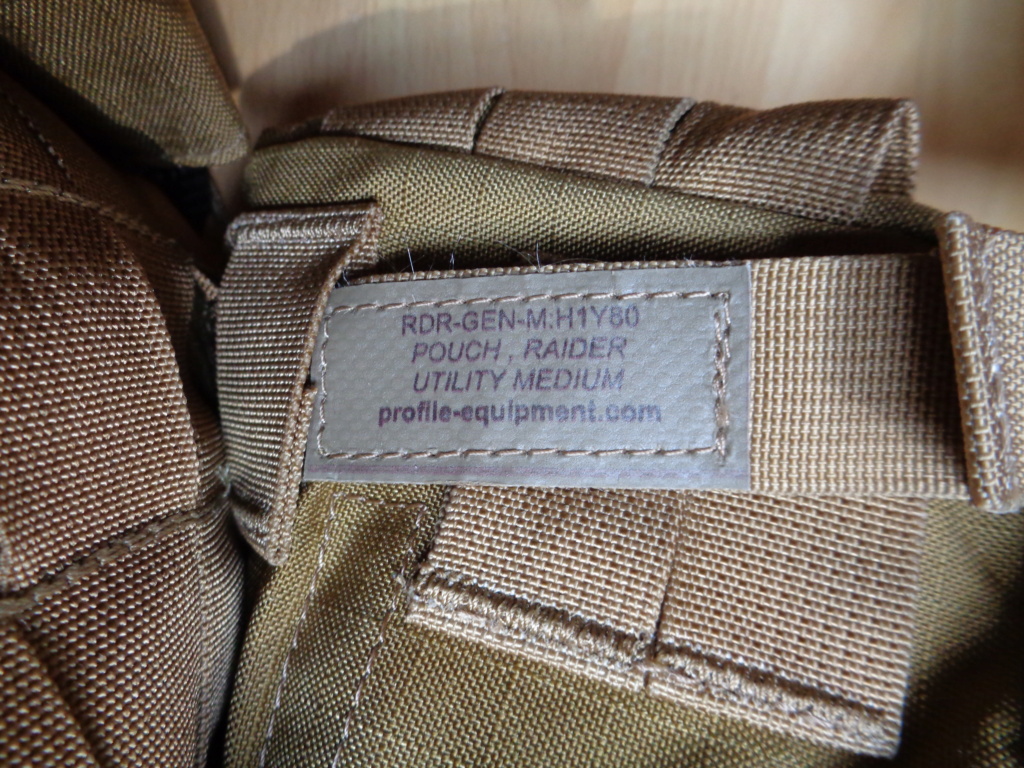 RDR-GEN-M:H1Y80
POUCH , RAIDER
UTILITY MEDIUM
profile-equipment.com